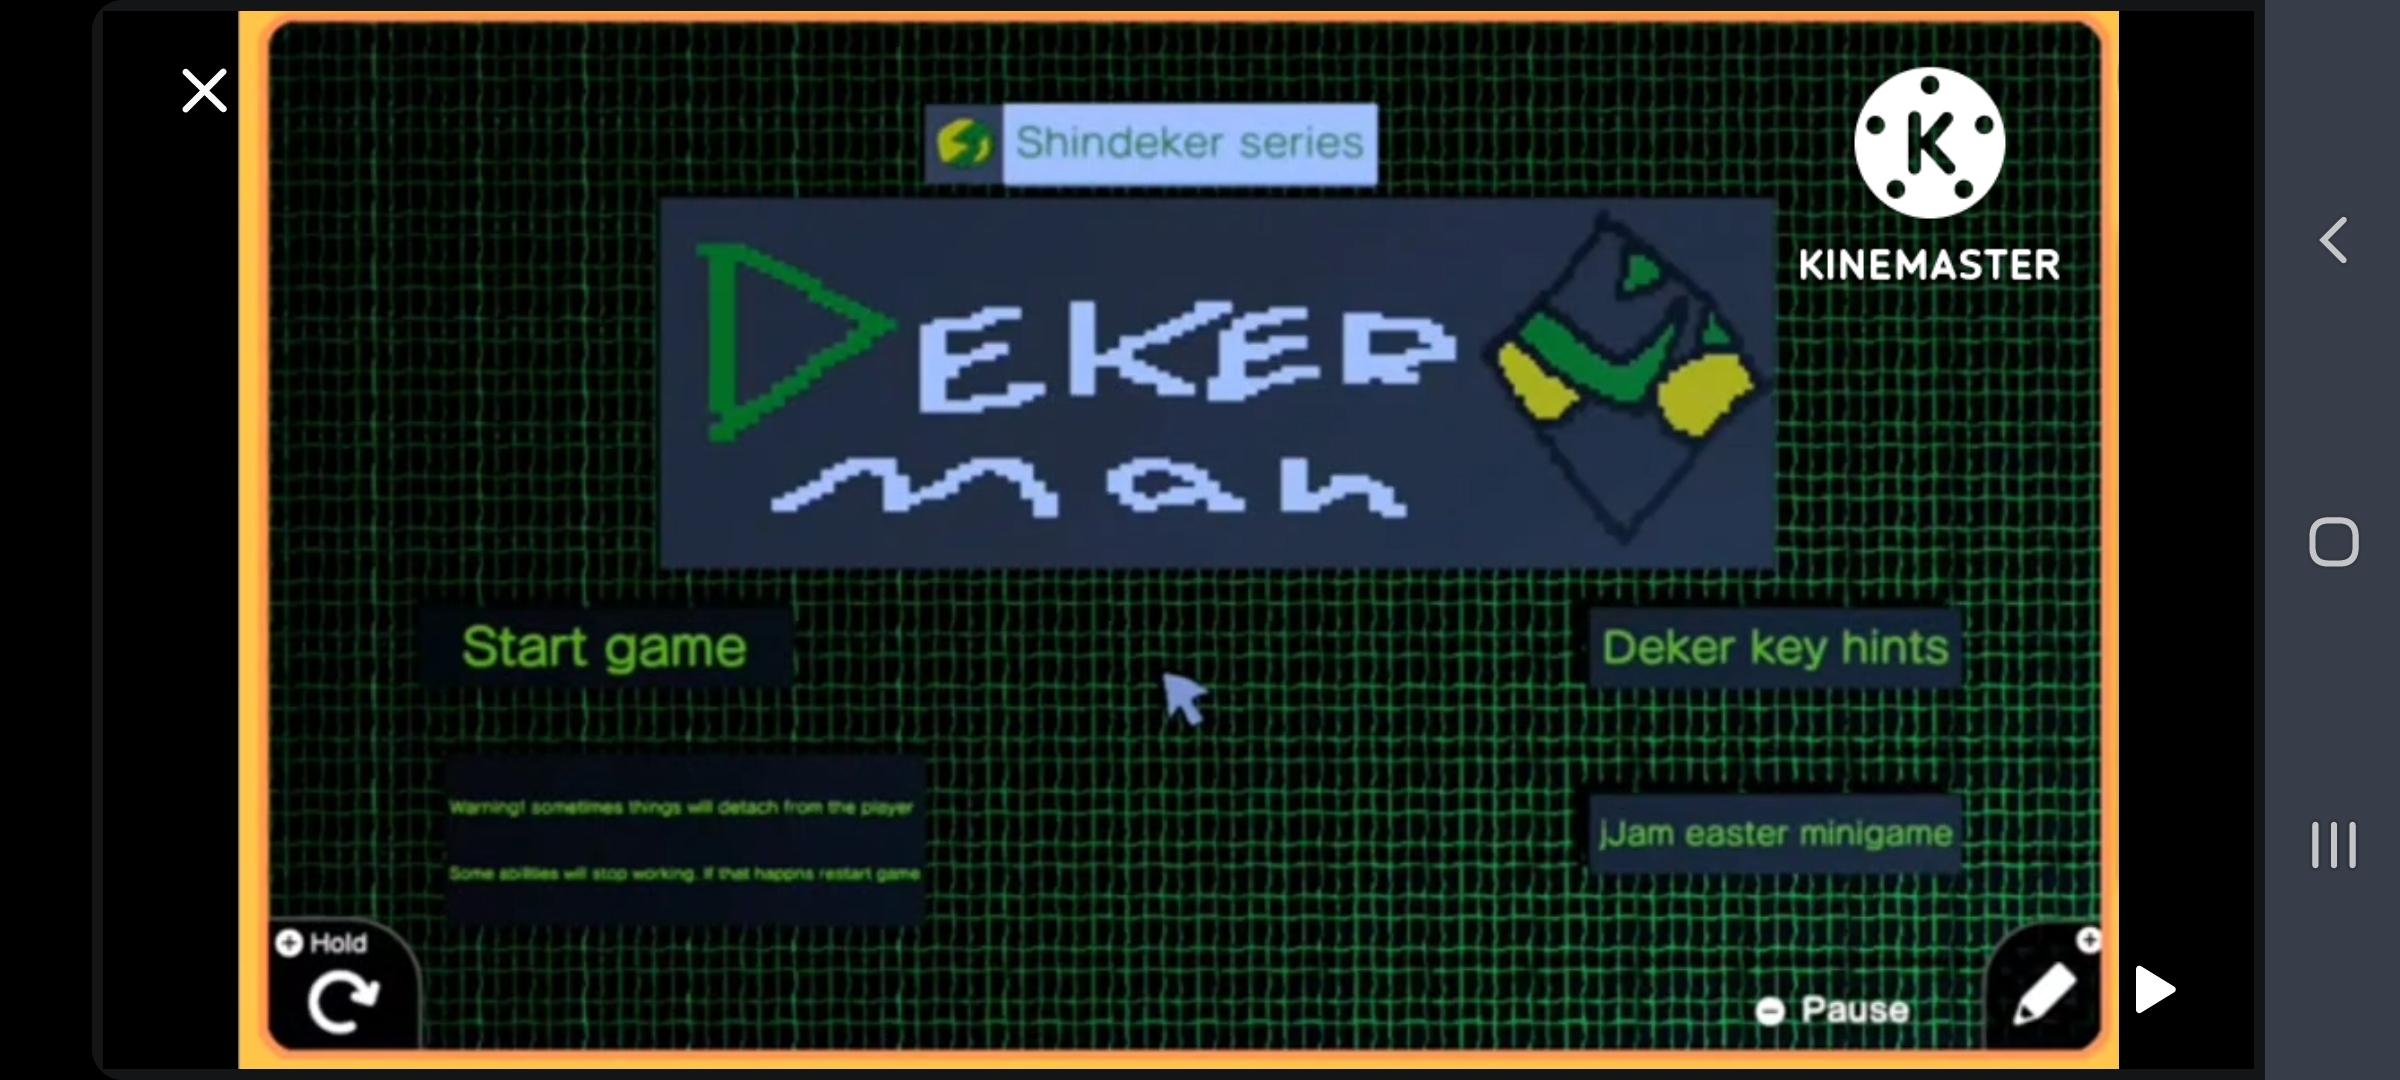 Shindeker series
K
KINEMASTER
DEKER
man
Start game
Deker key hints
Warning! sometimes things will detach from the player
Some abilities will stop working. If that happns restart game
jJam easter minigame
Hold
Pause